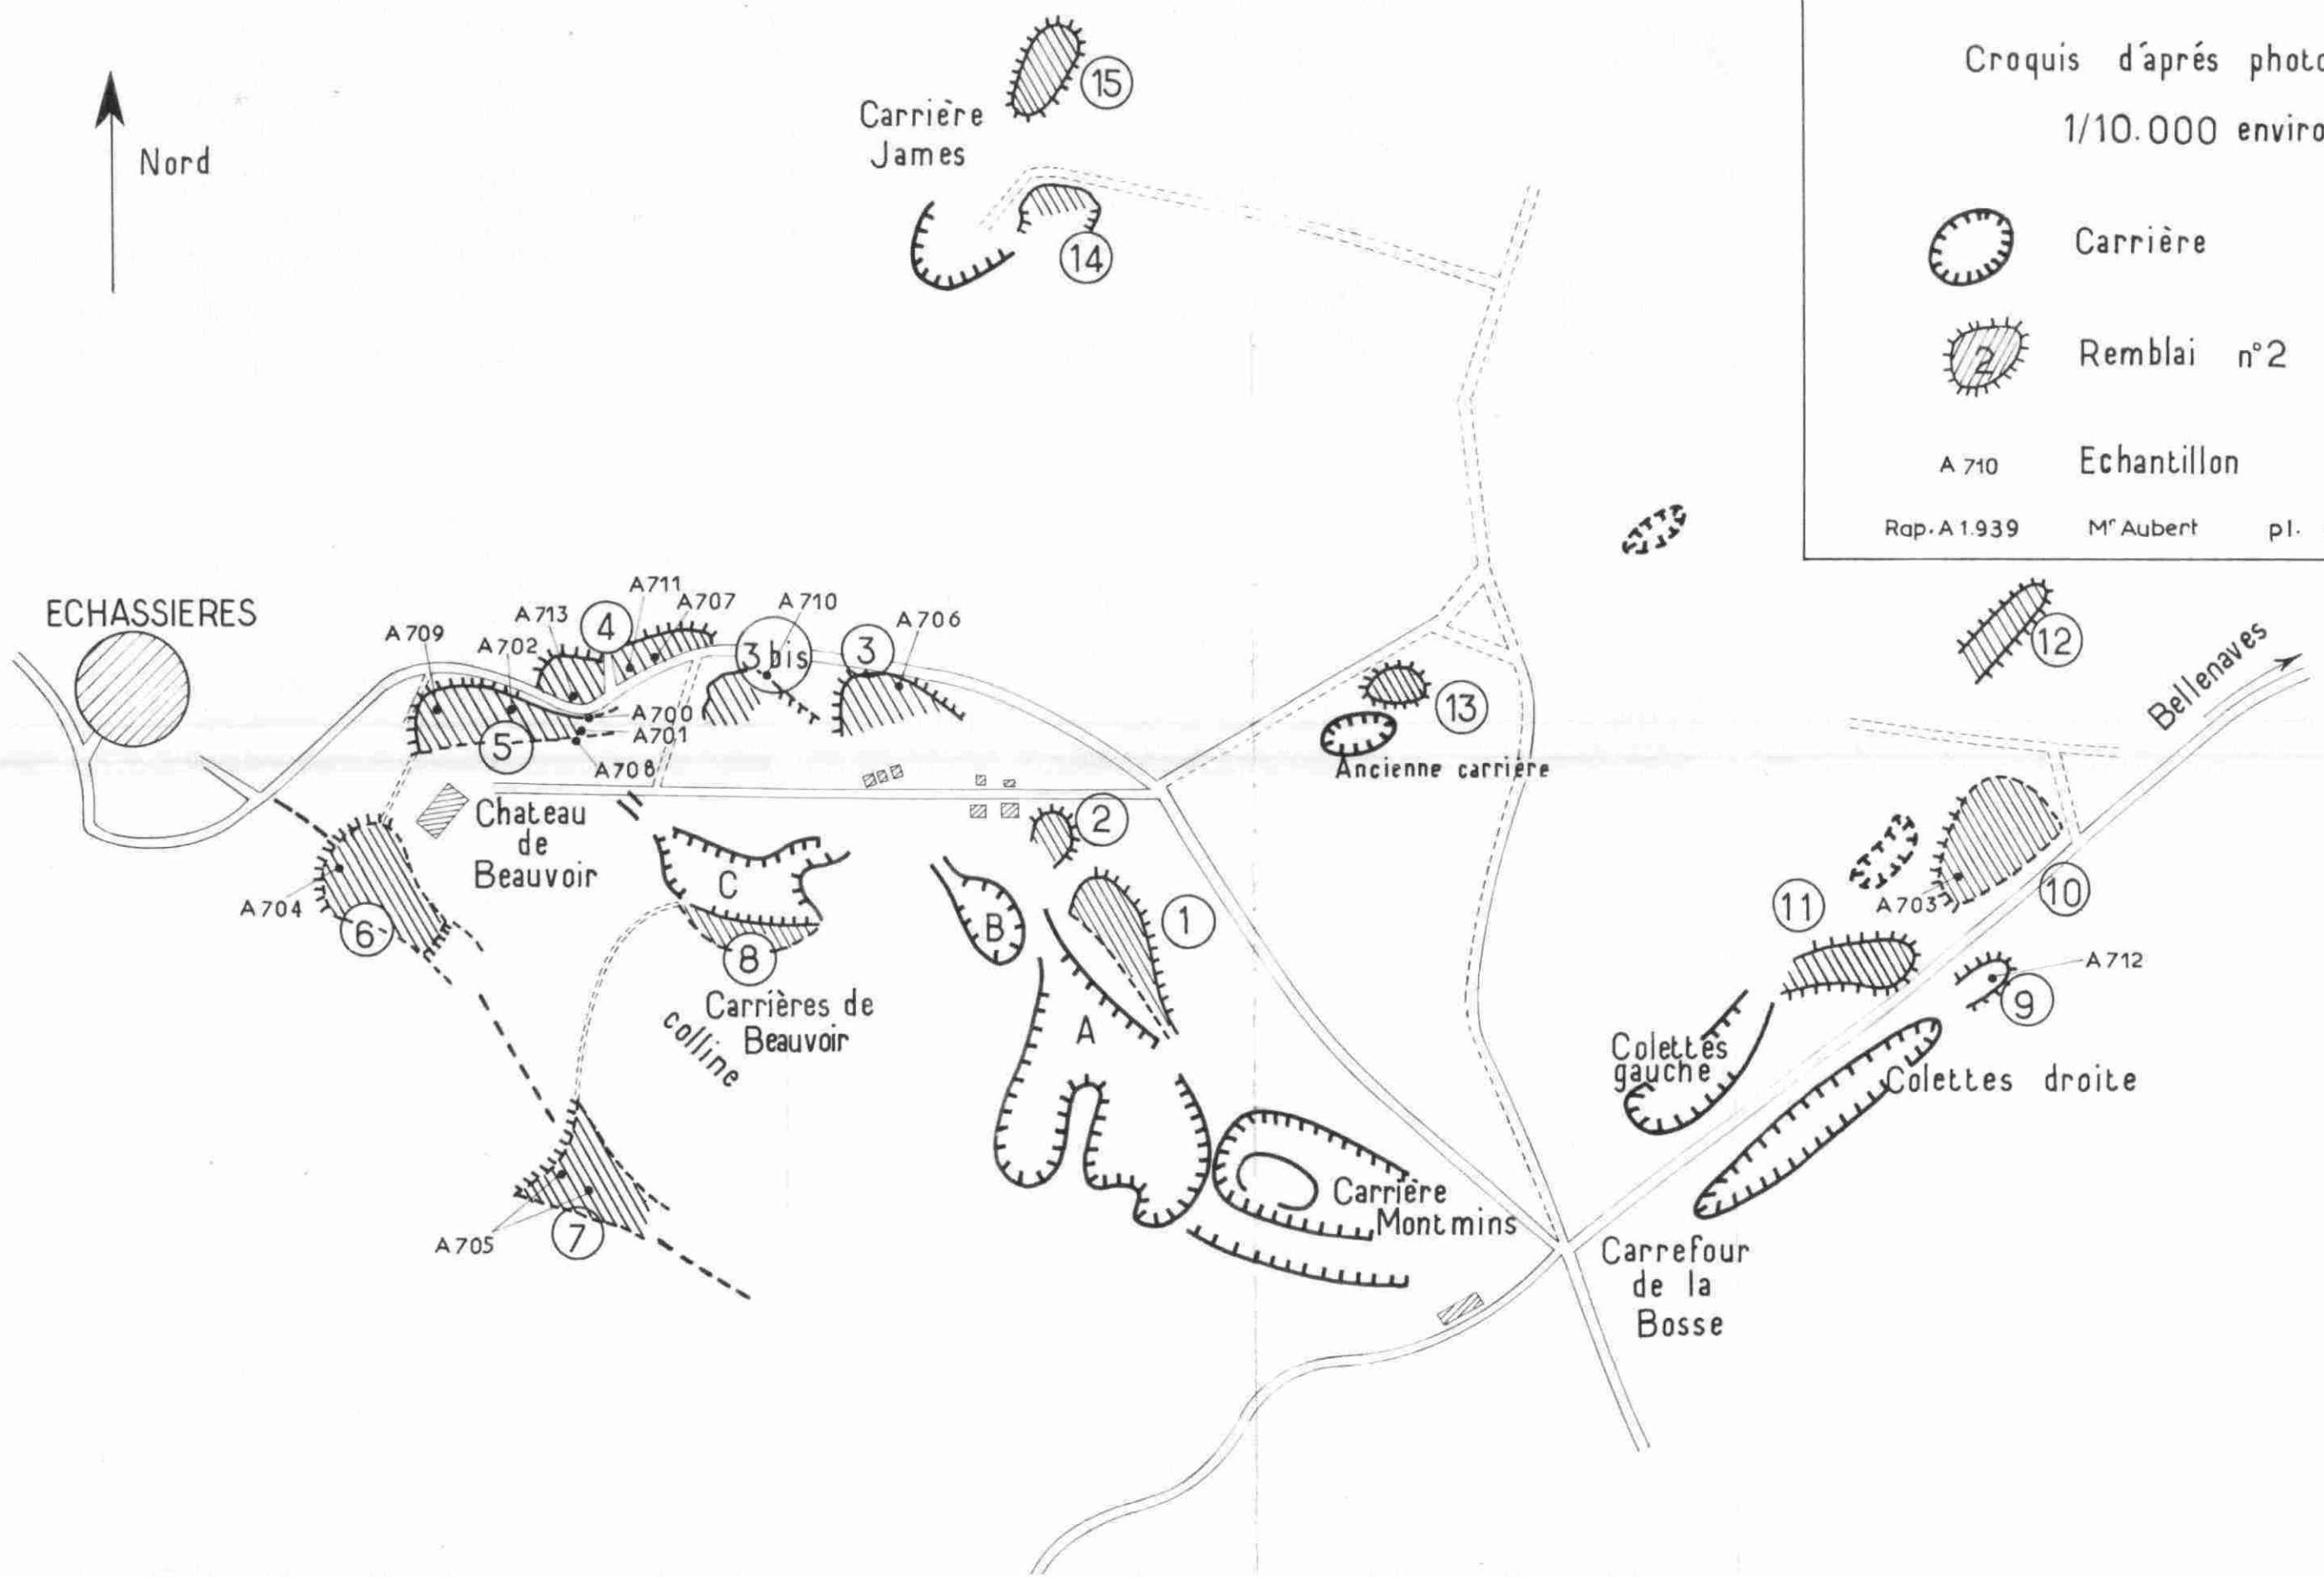 Croquis d'aprés photo
1/10.000 enviro
Carrière
2
Remblai n°2
A 710
Echantillon
Rap. A 1.939 Mr Aubert pl.
Nord
15
Carrière
James
14
ECHASSIERES
A 709
A 702
A 713
4
A 711
A 707
A 710
3 bis
3
A 706
A 700
A 701
A 708
5
Chateau
de
Beauvoir
A 704
6
C
8
Carrières de
Beauvoir
colline
A 705
7
2
1
B
A
Carrière
Montmins
13
Ancienne carrière
12
Bellenaves
10
A 703
11
A 712
9
Colettes
gauche
Colettes droite
Carrefour
de la
Bosse